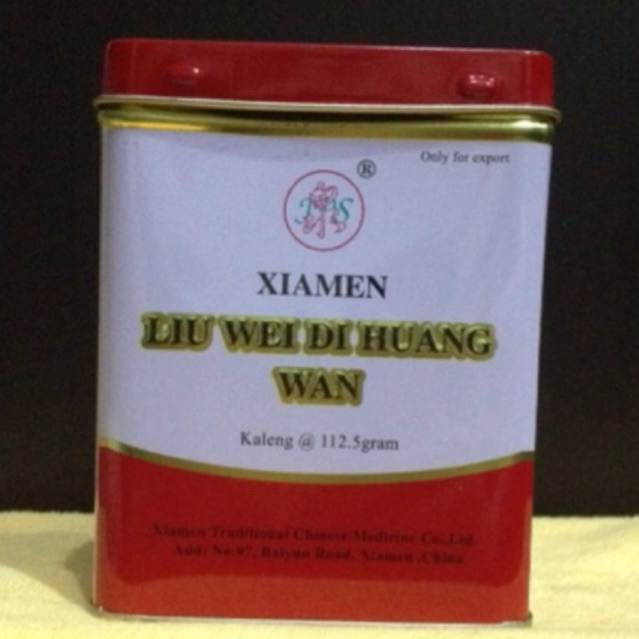 Only for export
®
XIAMEN
LIU WEI DI HUANG
WAN
Kaleng @ 112.5gram
Xiamen Traditional Chinese Medicine Co.,Ltd.
Add: No.97, Baiyun Road, Xiamen ,China